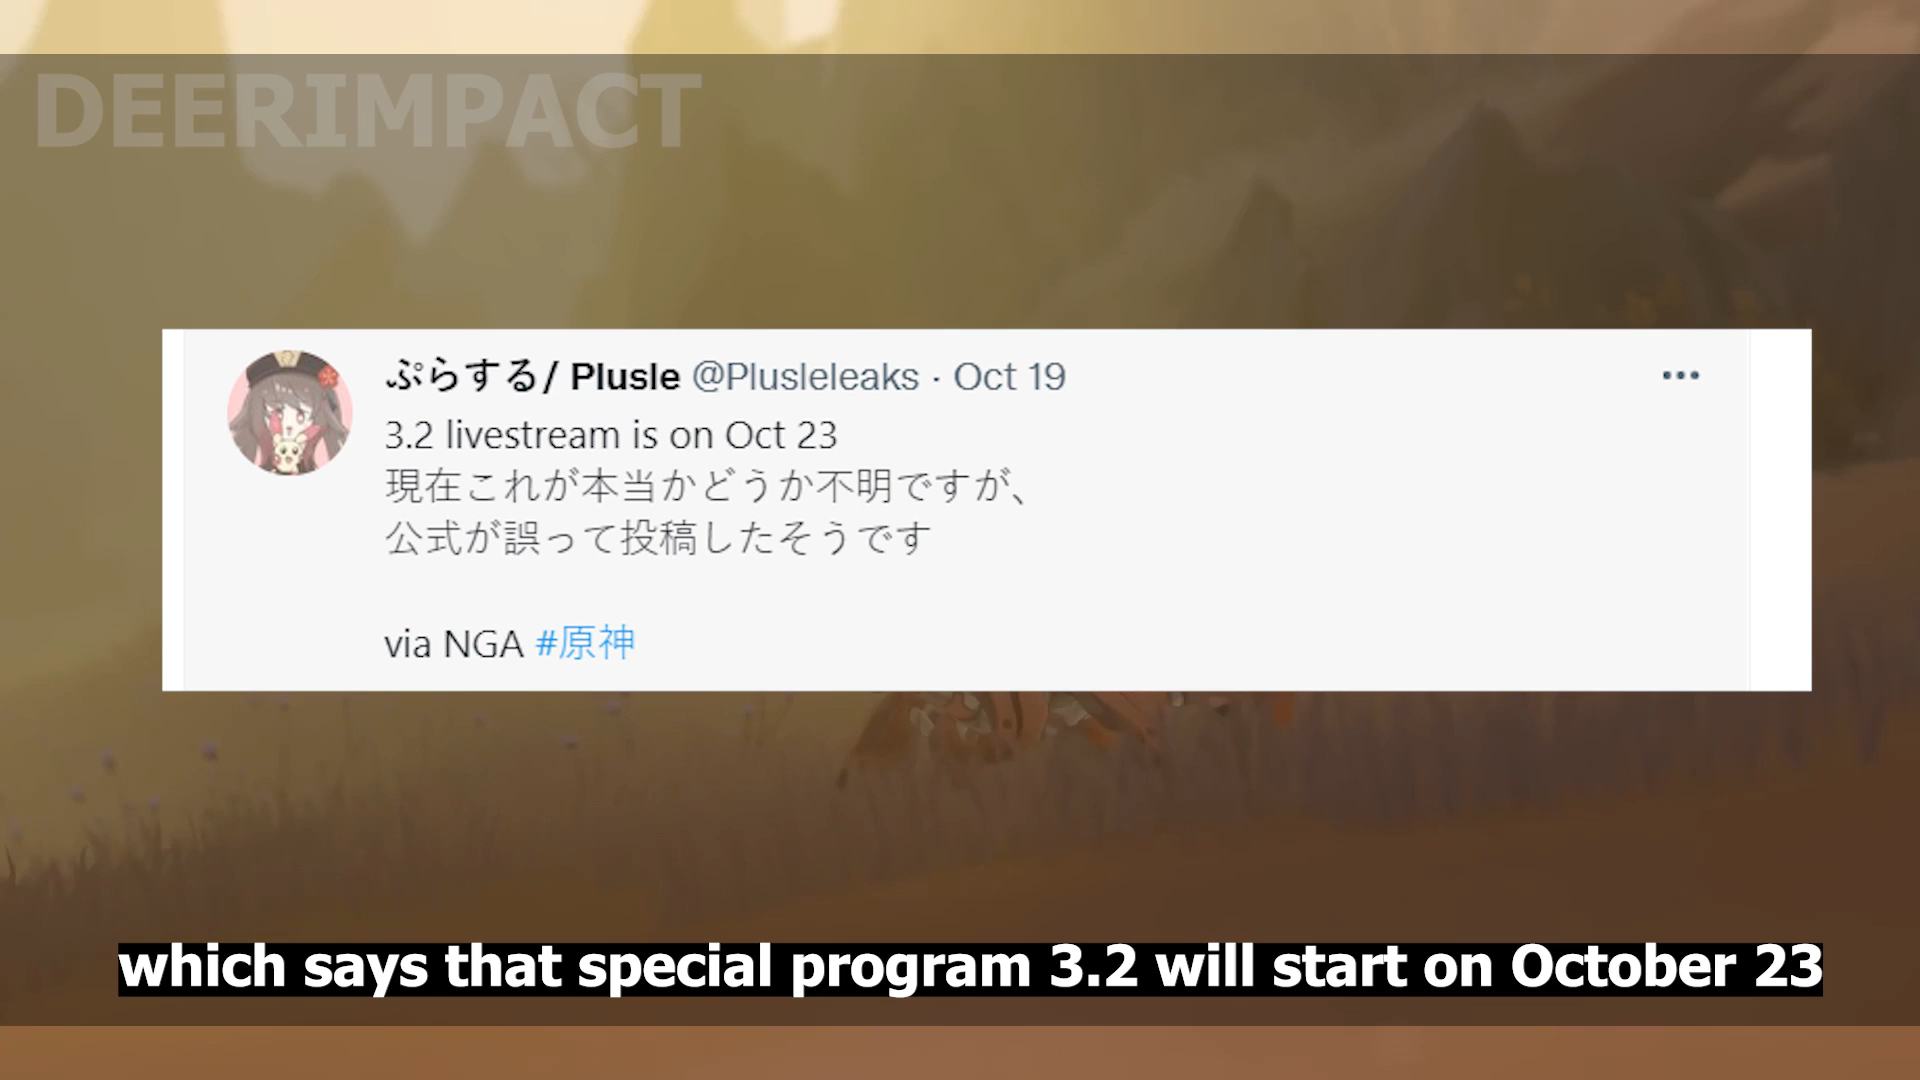 DEERIMPACT
ぷらする/ Plusle @Plusleleaks · Oct 19
3.2 livestream is on Oct 23
現在これが本当かどうか不明ですが、
公式が誤って投稿したそうです
via NGA #原神
which says that special program 3.2 will start on October 23